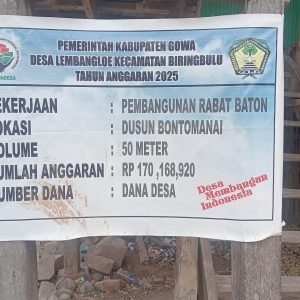 PEMERINTAH KABUPATEN GOWA
DESA LEMBANGLOE KECAMATAN BIRINGBULU
TAHUN ANGGARAN 2025
EKERJAAN : PEMBANGUNAN RABAT BATON
OKASI : DUSUN BONTOMANAI
OLUME : 50 METER
UMLAH ANGGARAN : RP 170 ,168,920
UMBER DANA : DANA DESA
Desa
Membangun
Indonesia